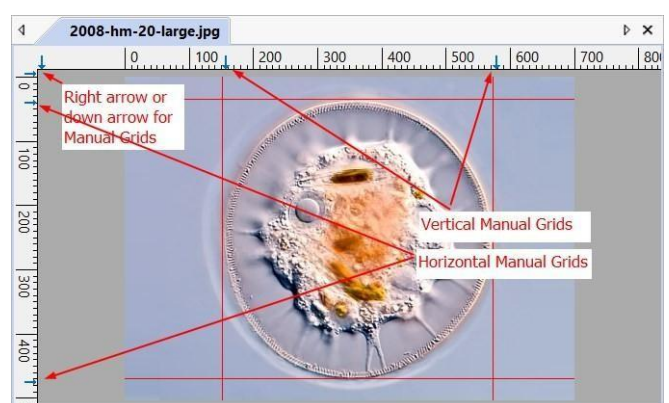 2008-hm-20-large.jpg
0 100 200 300 400 500 600 700 80
0
100
200
300
400
Right arrow or
down arrow for
Manual Grids
Vertical Manual Grids
Horizontal Manual Grids